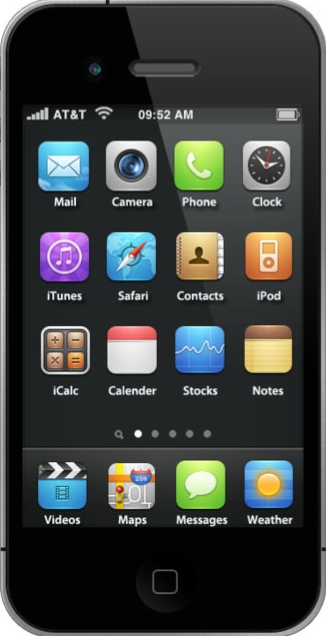 AT&T 09:52 AM
Mail Camera Phone Clock
iTunes Safari Contacts iPod
iCalc Calender Stocks Notes
Videos Maps Messages Weather